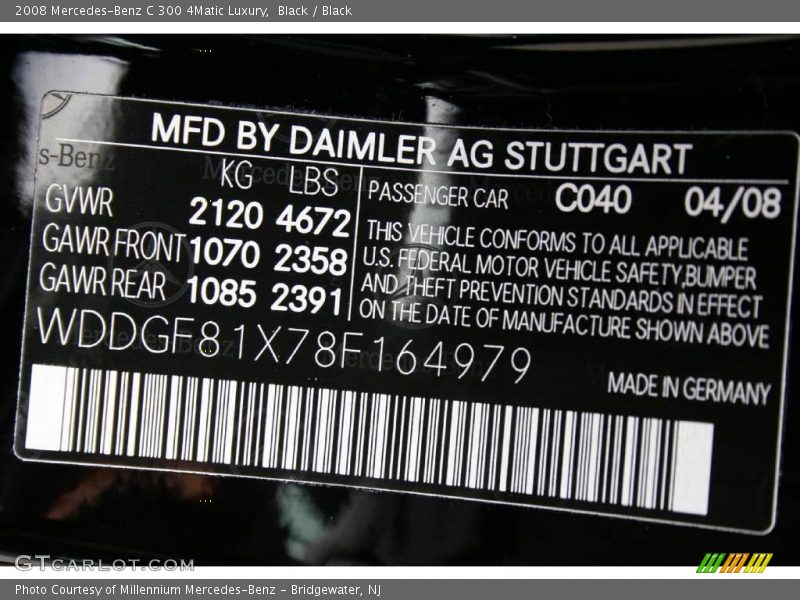 2008 Mercedes-Benz C 300 4Matic Luxury,  Black / Black
MFD BY DAIMLER AG STUTTGART
s-Benz
KG LBS
GVWR 2120 4672
GAWR FRONT 1070 2358
GAWR REAR 1085 2391
PASSENGER CAR C040 04/08
THIS VEHICLE CONFORMS TO ALL APPLICABLE
U.S. FEDERAL MOTOR VEHICLE SAFETY,BUMPER
AND THEFT PREVENTION STANDARDS IN EFFECT
ON THE DATE OF MANUFACTURE SHOWN ABOVE
WDDGF81X78F164979
MADE IN GERMANY
GTCARLOT.COM
Photo Courtesy of Millennium Mercedes-Benz - Bridgewater, NJ